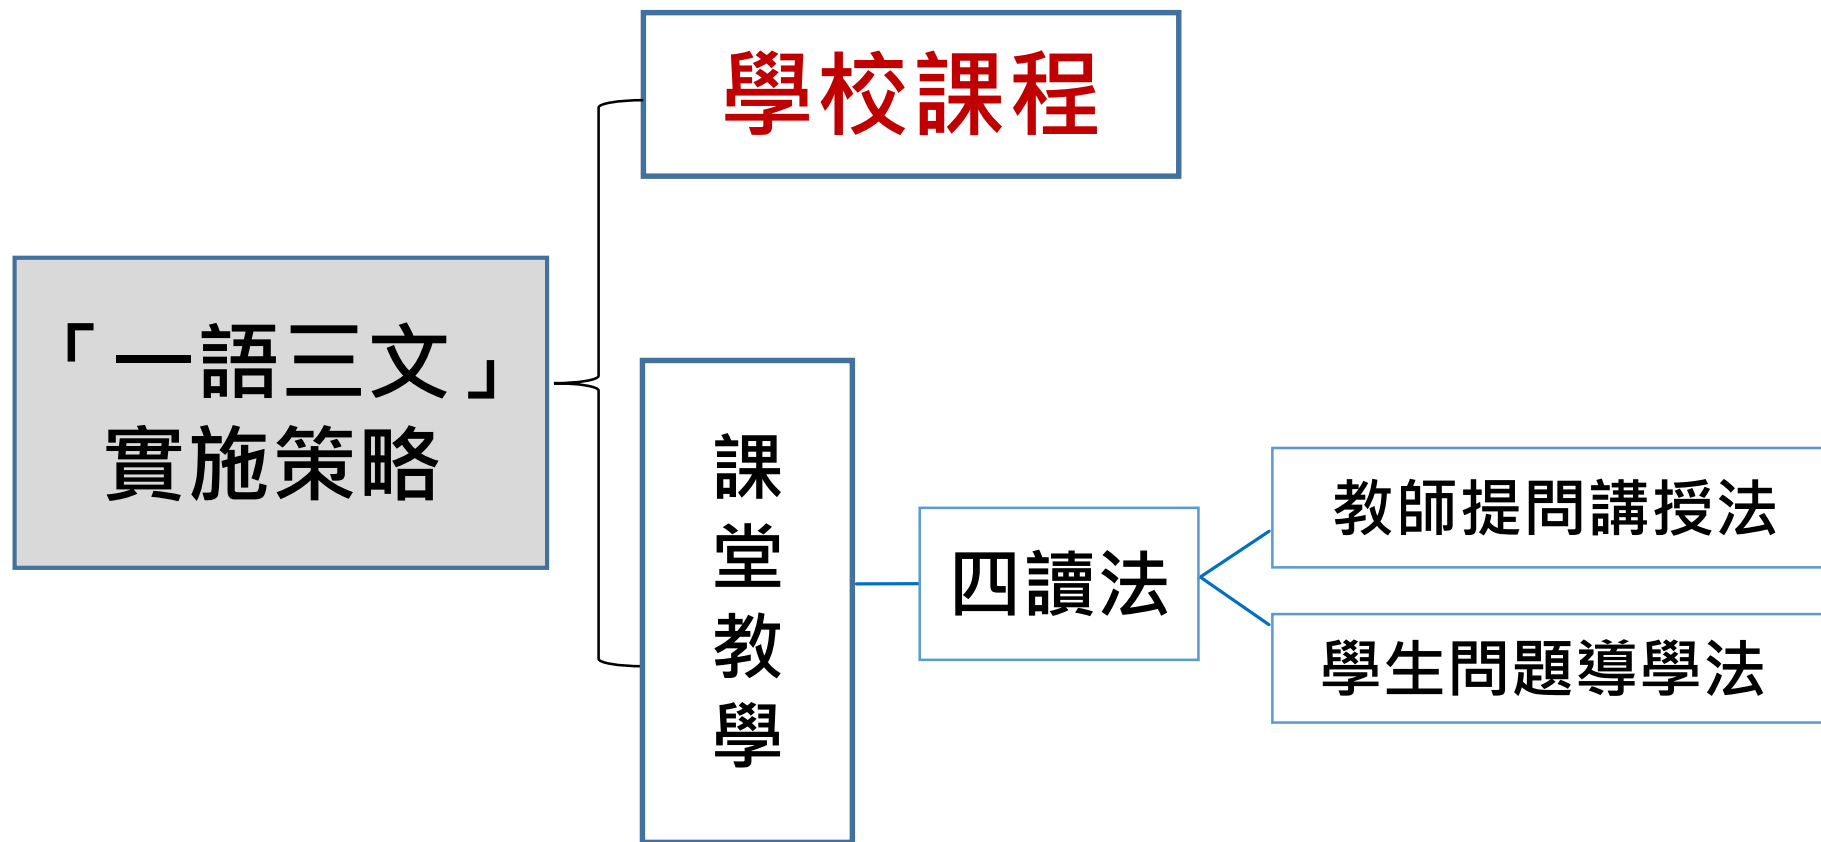 學校課程
「一語三文」
實施策略
課堂教學
四讀法
教師提問講授法
學生問題導學法